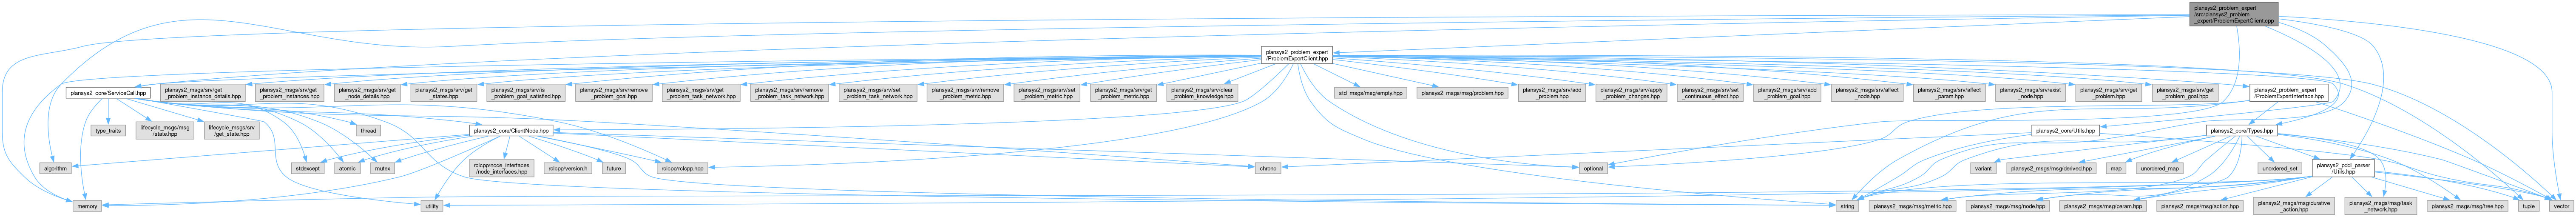 plansys2_problem_expert
/src/plansys2_problem
_expert/ProblemExpertClient.cpp
plansys2_problem_expert
/ProblemExpertClient.hpp
plansys2_core/ServiceCall.hpp
plansys2_msgs/srv/get
_problem_instance_details.hpp
plansys2_msgs/srv/get
_problem_instances.hpp
plansys2_msgs/srv/get
_node_details.hpp
plansys2_msgs/srv/get
_states.hpp
plansys2_msgs/srv/is
_problem_goal_satisfied.hpp
plansys2_msgs/srv/remove
_problem_goal.hpp
plansys2_msgs/srv/get
_problem_task_network.hpp
plansys2_msgs/srv/remove
_problem_task_network.hpp
plansys2_msgs/srv/set
_problem_task_network.hpp
plansys2_msgs/srv/remove
_problem_metric.hpp
plansys2_msgs/srv/set
_problem_metric.hpp
plansys2_msgs/srv/get
_problem_metric.hpp
plansys2_msgs/srv/clear
_problem_knowledge.hpp
std_msgs/msg/empty.hpp
plansys2_msgs/msg/problem.hpp
plansys2_msgs/srv/add
_problem.hpp
plansys2_msgs/srv/apply
_problem_changes.hpp
plansys2_msgs/srv/set
_continuous_effect.hpp
plansys2_msgs/srv/add
_problem_goal.hpp
plansys2_msgs/srv/affect
_node.hpp
plansys2_msgs/srv/affect
_param.hpp
plansys2_msgs/srv/exist
_node.hpp
plansys2_msgs/srv/get
_problem.hpp
plansys2_msgs/srv/get
_problem_goal.hpp
plansys2_problem_expert
/ProblemExpertInterface.hpp
type_traits
lifecycle_msgs/msg
/state.hpp
lifecycle_msgs/srv
/get_state.hpp
thread
plansys2_core/ClientNode.hpp
plansys2_core/Utils.hpp
plansys2_core/Types.hpp
algorithm
stdexcept
atomic
mutex
rclcpp/node_interfaces
/node_interfaces.hpp
rclcpp/version.h
future
rclcpp/rclcpp.hpp
chrono
optional
variant
plansys2_msgs/msg/derived.hpp
map
unordered_map
unordered_set
plansys2_pddl_parser
/Utils.hpp
memory
utility
string
plansys2_msgs/msg/metric.hpp
plansys2_msgs/msg/node.hpp
plansys2_msgs/msg/param.hpp
plansys2_msgs/msg/action.hpp
plansys2_msgs/msg/durative
_action.hpp
plansys2_msgs/msg/task
_network.hpp
plansys2_msgs/msg/tree.hpp
tuple
vector